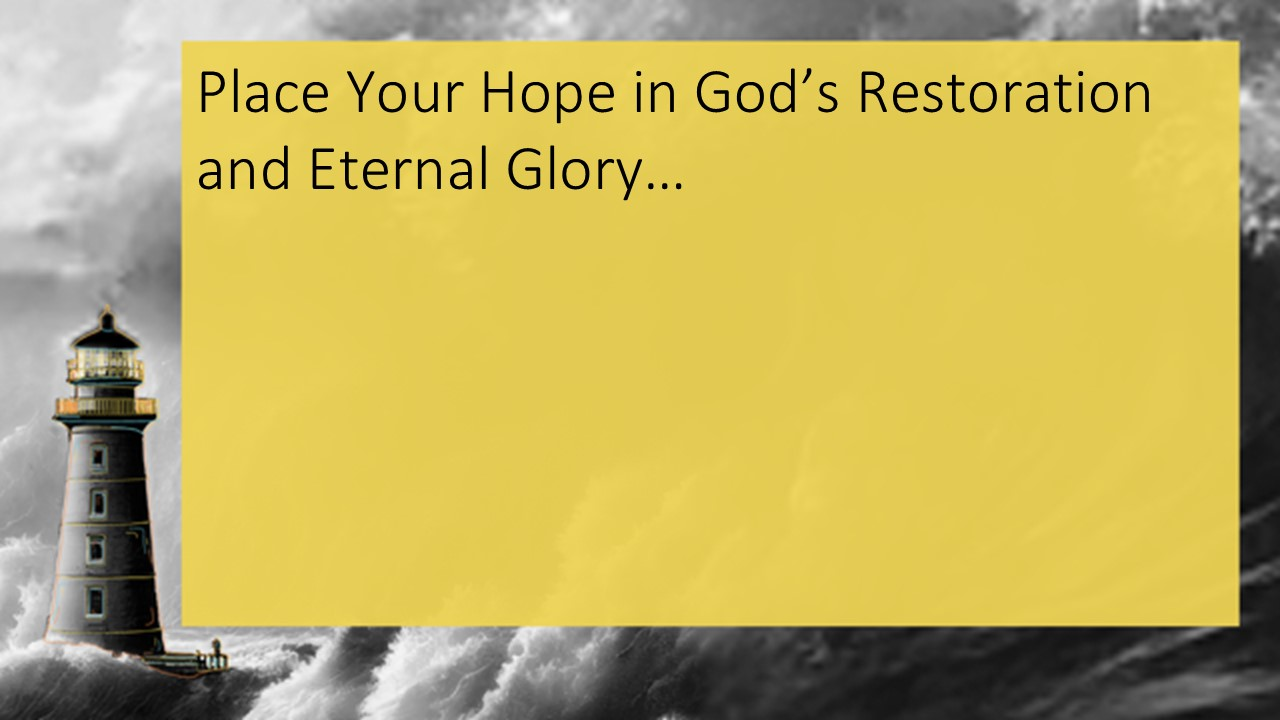 Place Your Hope in God’s Restoration
and Eternal Glory…